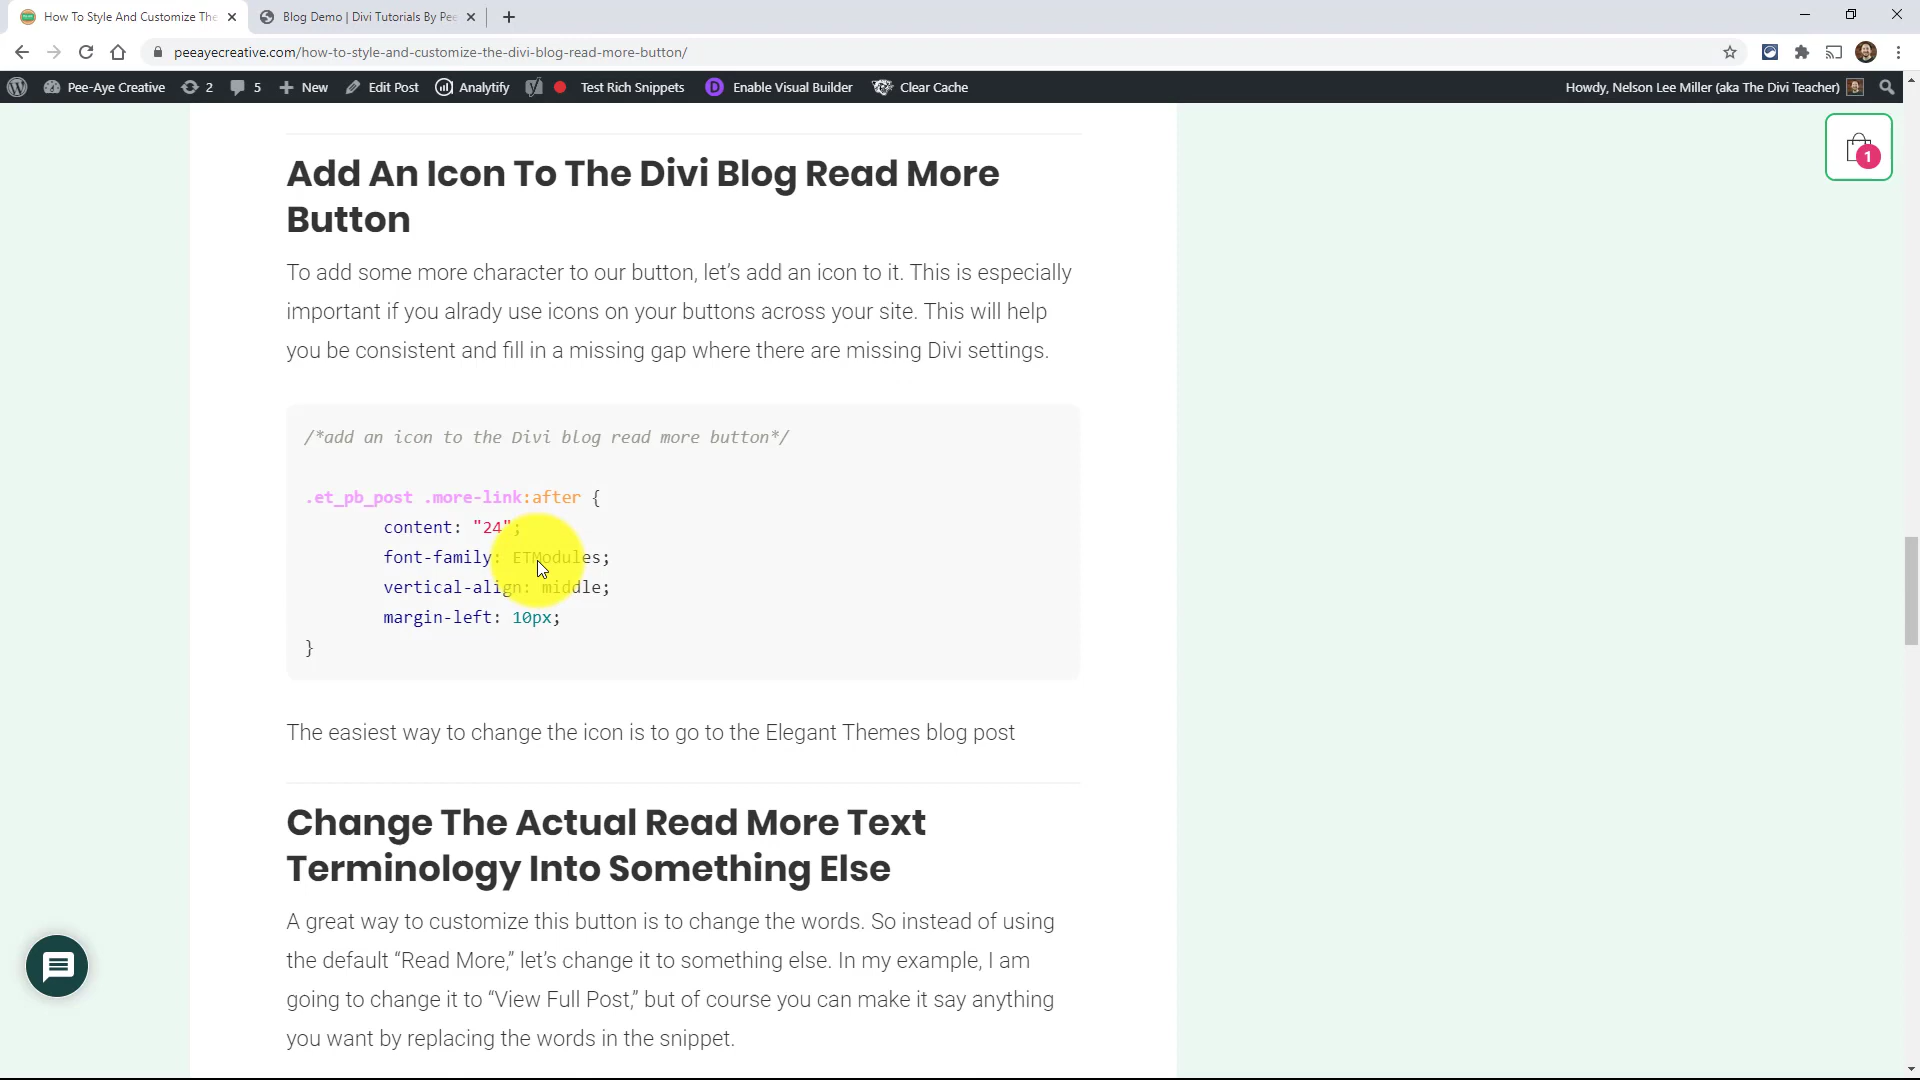 How To Style And Customize The
Blog Demo | Divi Tutorials By Pee
peeayecreative.com/how-to-style-and-customize-the-divi-blog-read-more-button/
Pee-Aye Creative 2 5 New Edit Post Analytify Test Rich Snippets Enable Visual Builder Clear Cache Howdy, Nelson Lee Miller (aka The Divi Teacher)
1
Add An Icon To The Divi Blog Read More
Button
To add some more character to our button, let’s add an icon to it. This is especially
important if you alrady use icons on your buttons across your site. This will help
you be consistent and fill in a missing gap where there are missing Divi settings.
/*add an icon to the Divi blog read more button*/
.et_pb_post .more-link:after {
content: "24";
font-family: ETModules;
vertical-align: middle;
margin-left: 10px;
}
The easiest way to change the icon is to go to the Elegant Themes blog post
Change The Actual Read More Text
Terminology Into Something Else
A great way to customize this button is to change the words. So instead of using
the default “Read More,” let’s change it to something else. In my example, I am
going to change it to “View Full Post,” but of course you can make it say anything
you want by replacing the words in the snippet.